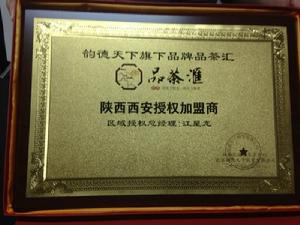 韵德天下旗下品牌品茶汇
品茶滙
陕西西安授权加盟商
区域授权总经理:江星龙